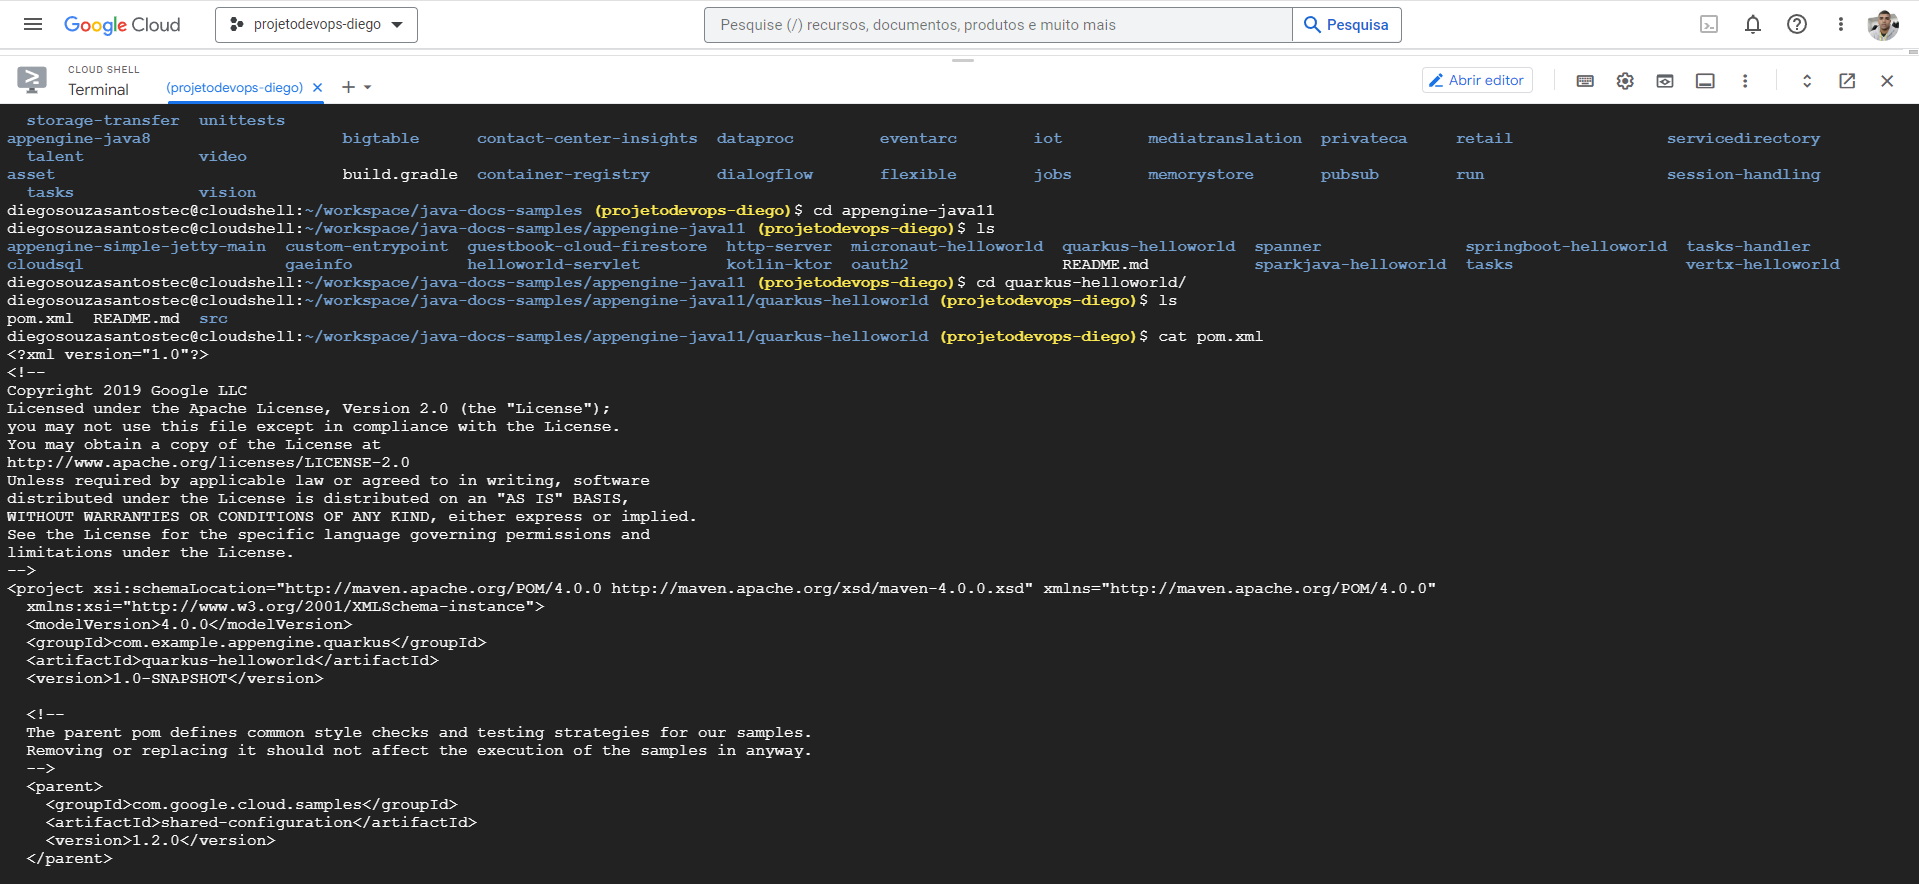 Google Cloud
projetodevops-diego
Pesquise (/) recursos, documentos, produtos e muito mais
Pesquisa
CLOUD SHELL
Terminal
(projetodevops-diego)
Abrir editor
storage-transfer unittests
appengine-java8 bigtable contact-center-insights dataproc eventarc iot mediatranslation privateca retail servicedirectory
talent video
asset build.gradle container-registry dialogflow flexible jobs memorystore pubsub run session-handling
tasks vision
diegosouzasantostec@cloudshell:~/workspace/java-docs-samples (projetodevops-diego)$ cd appengine-java11
diegosouzasantostec@cloudshell:~/workspace/java-docs-samples/appengine-java11 (projetodevops-diego)$ ls
appengine-simple-jetty-main custom-entrypoint guestbook-cloud-firestore http-server micronaut-helloworld quarkus-helloworld spanner springboot-helloworld tasks-handler
cloudsql gaeinfo helloworld-servlet kotlin-ktor oauth2 README.md sparkjava-helloworld tasks vertx-helloworld
diegosouzasantostec@cloudshell:~/workspace/java-docs-samples/appengine-java11 (projetodevops-diego)$ cd quarkus-helloworld/
diegosouzasantostec@cloudshell:~/workspace/java-docs-samples/appengine-java11/quarkus-helloworld (projetodevops-diego)$ ls
pom.xml README.md src
diegosouzasantostec@cloudshell:~/workspace/java-docs-samples/appengine-java11/quarkus-helloworld (projetodevops-diego)$ cat pom.xml
<?xml version="1.0"?>
<!--
Copyright 2019 Google LLC
Licensed under the Apache License, Version 2.0 (the "License");
you may not use this file except in compliance with the License.
You may obtain a copy of the License at
http://www.apache.org/licenses/LICENSE-2.0
Unless required by applicable law or agreed to in writing, software
distributed under the License is distributed on an "AS IS" BASIS,
WITHOUT WARRANTIES OR CONDITIONS OF ANY KIND, either express or implied.
See the License for the specific language governing permissions and
limitations under the License.
-->
<project xsi:schemaLocation="http://maven.apache.org/POM/4.0.0 http://maven.apache.org/xsd/maven-4.0.0.xsd" xmlns="http://maven.apache.org/POM/4.0.0"
xmlns:xsi="http://www.w3.org/2001/XMLSchema-instance">
<modelVersion>4.0.0</modelVersion>
<groupId>com.example.appengine.quarkus</groupId>
<artifactId>quarkus-helloworld</artifactId>
<version>1.0-SNAPSHOT</version>
<!--
The parent pom defines common style checks and testing strategies for our samples.
Removing or replacing it should not affect the execution of the samples in anyway.
-->
<parent>
<groupId>com.google.cloud.samples</groupId>
<artifactId>shared-configuration</artifactId>
<version>1.2.0</version>
</parent>